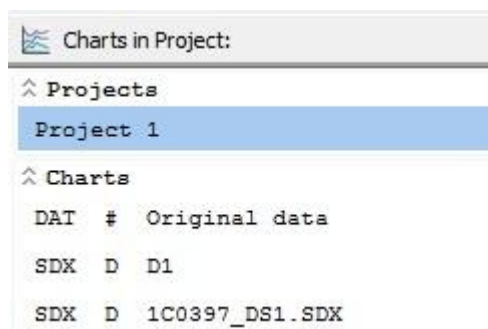 Charts in Project:
Projects
Project 1
Charts
DAT # Original data
SDX D D1
SDX D 1C0397_DS1.SDX